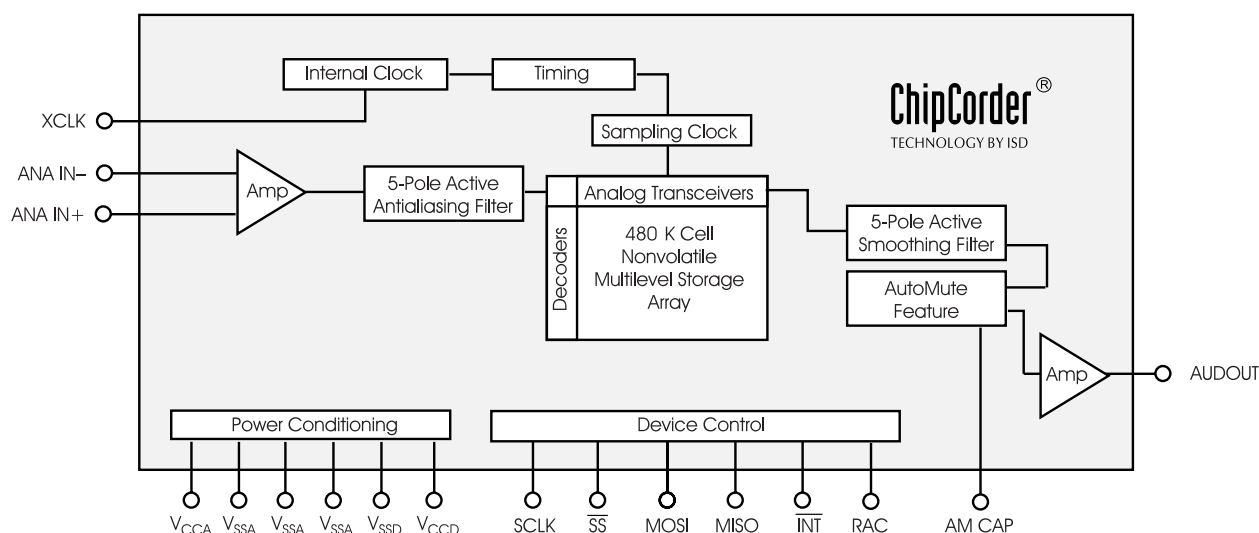 Internal Clock
Timing
ChipCorder®
TECHNOLOGY BY ISD
XCLK
Sampling Clock
ANA IN–
ANA IN+
Amp
5-Pole Active
Antialiasing Filter
Analog Transceivers
Decoders
480 K Cell
Nonvolatile
Multilevel Storage
Array
5-Pole Active
Smoothing Filter
AutoMute
Feature
Amp
AUDOUT
Power Conditioning
Device Control
VCCA VSSA VSSA VSSA VSSD VCCD SCLK SS MOSI MISO INT RAC AM CAP